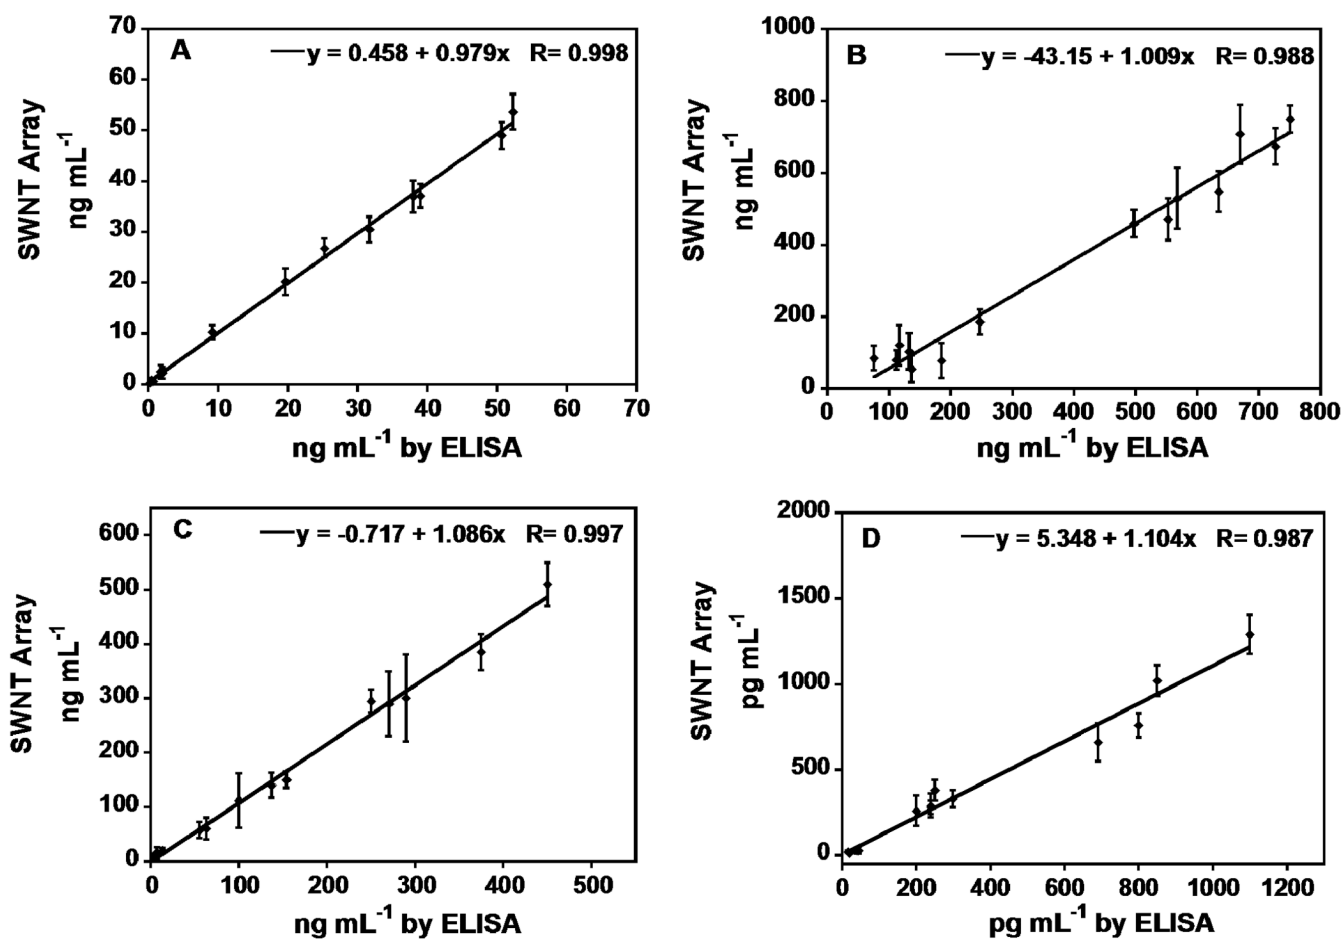 A
y = 0.458 + 0.979x R= 0.998
70
60
50
40
30
20
10
0
0 10 20 30 40 50 60 70
SWNT Array
ng mL⁻¹
ng mL⁻¹ by ELISA
B
y = -43.15 + 1.009x R= 0.988
1000
800
600
400
200
0
0 100 200 300 400 500 600 700 800
SWNT Array
ng mL⁻¹
ng mL⁻¹ by ELISA
C
y = -0.717 + 1.086x R= 0.997
600
500
400
300
200
100
0
0 100 200 300 400 500
SWNT Array
ng mL⁻¹
ng mL⁻¹ by ELISA
D
y = 5.348 + 1.104x R= 0.987
2000
1500
1000
500
0
0 200 400 600 800 1000 1200
SWNT Array
pg mL⁻¹
pg mL⁻¹ by ELISA